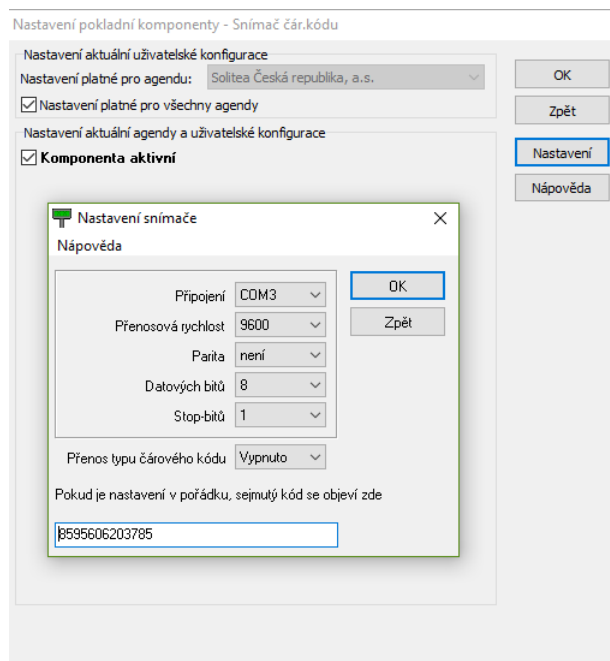 Nastavení pokladní komponenty - Snímač čár.kódu
Nastavení aktuální uživatelské konfigurace
Nastavení platné pro agendu: Solitea Česká republika, a.s.
Nastavení platné pro všechny agendy
OK
Zpět
Nastavení
Nápověda
Nastavení aktuální agendy a uživatelské konfigurace
Komponenta aktivní
Nastavení snímače
Nápověda
Připojení COM3
Přenosová rychlost 9600
Parita není
Datových bitů 8
Stop-bitů 1
OK
Zpět
Přenos typu čárového kódu Vypnuto
Pokud je nastavení v pořádku, sejmutý kód se objeví zde
8595606203785